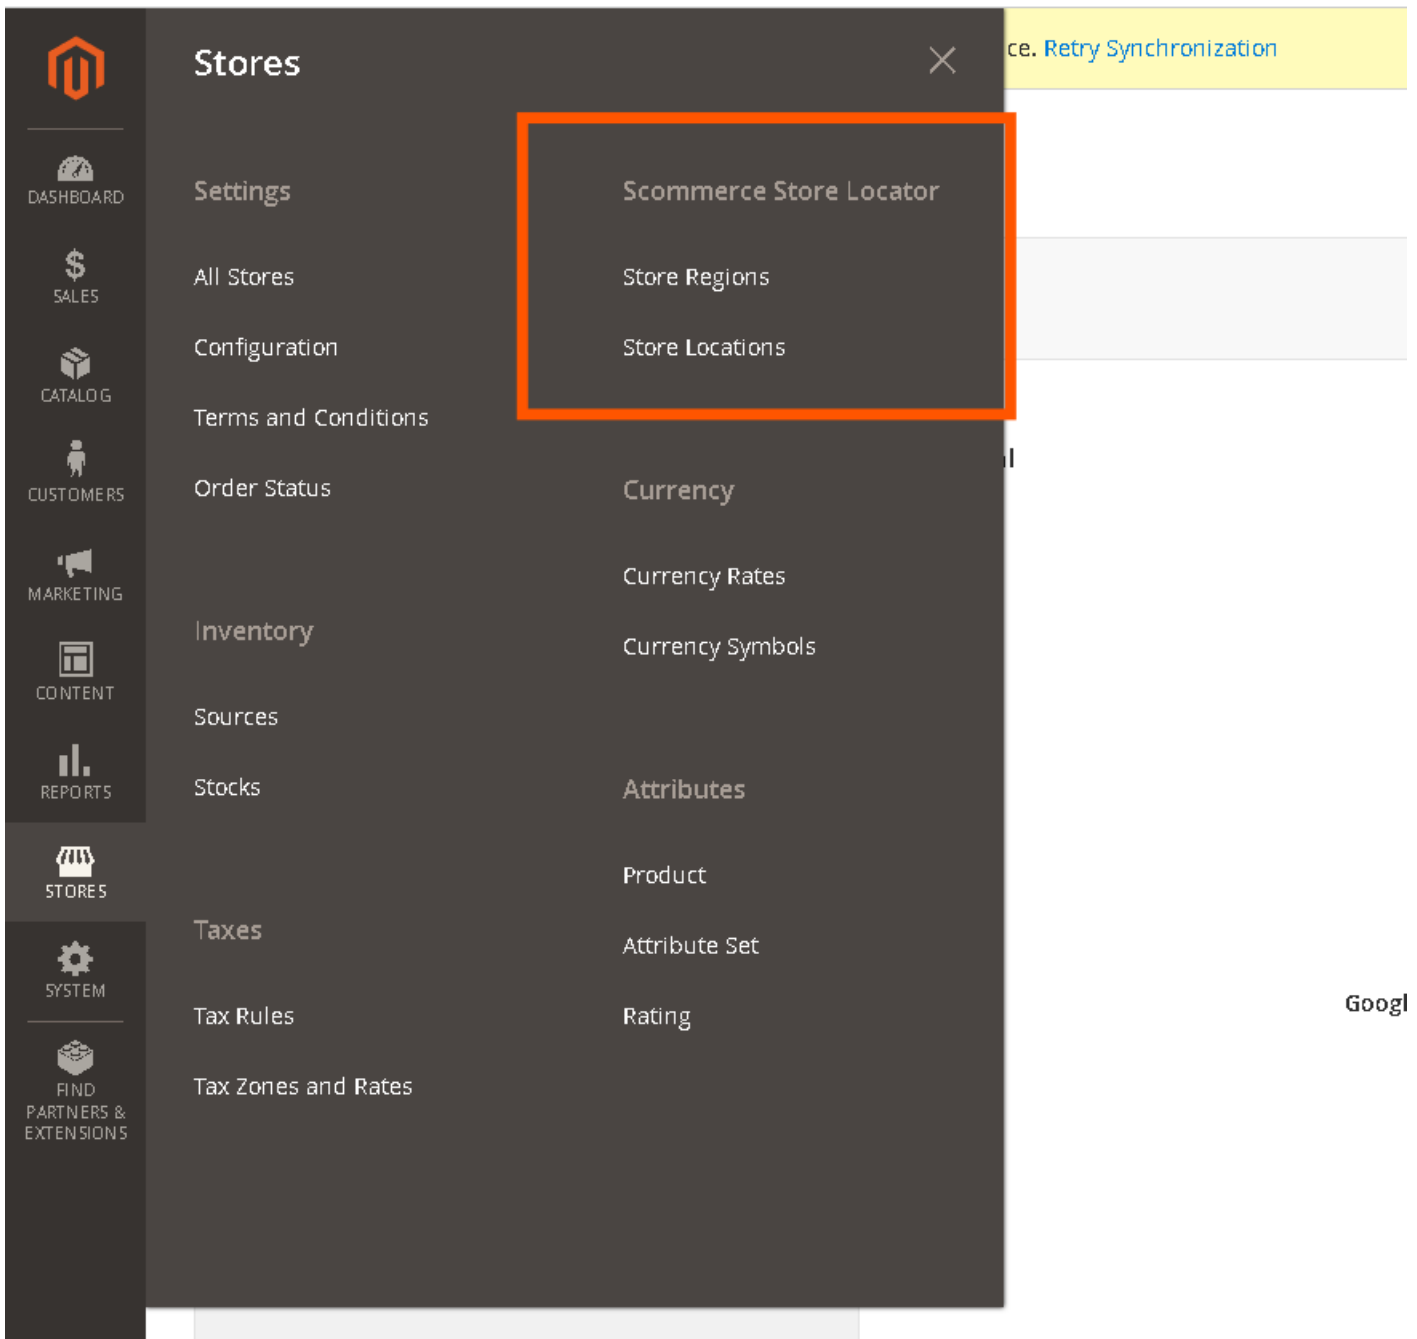 DASHBOARD
SALES
CATALOG
CUSTOMERS
MARKETING
CONTENT
REPORTS
STORES
SYSTEM
FIND
PARTNERS &
EXTENSIONS
Stores
Settings
All Stores
Configuration
Terms and Conditions
Order Status
Inventory
Sources
Stocks
Taxes
Tax Rules
Tax Zones and Rates
Scommerce Store Locator
Store Regions
Store Locations
Currency
Currency Rates
Currency Symbols
Attributes
Product
Attribute Set
Rating
ce. Retry Synchronization